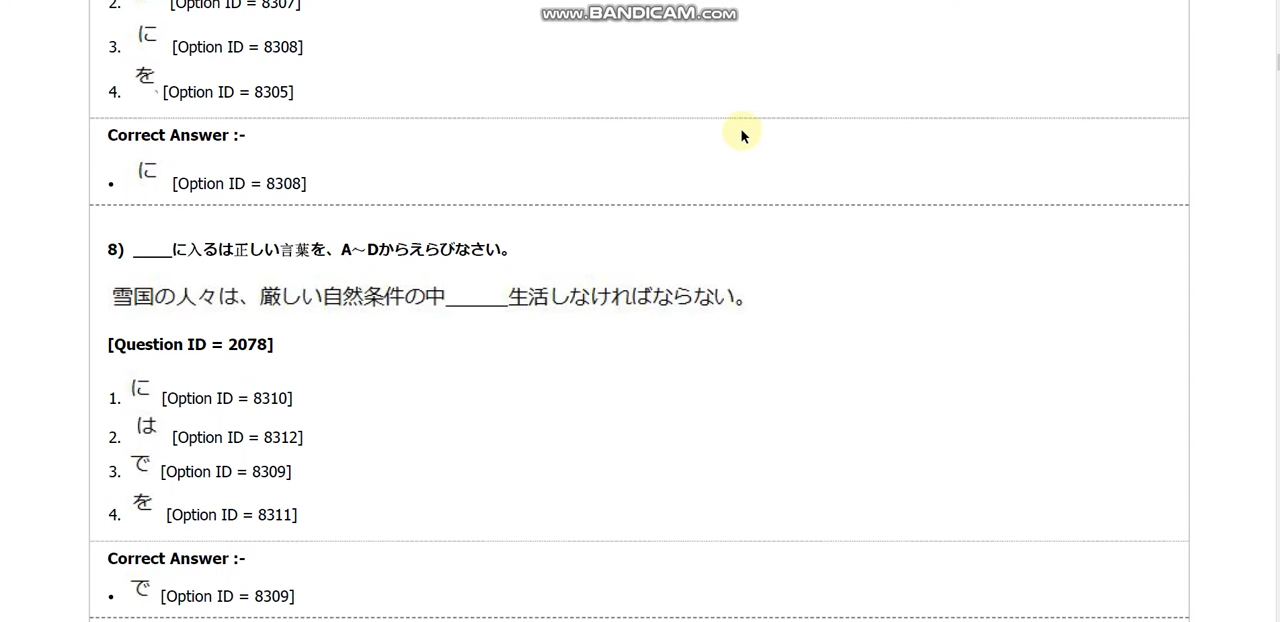 www.BANDICAM.com
2. [Option ID = 8307]
3. に [Option ID = 8308]
4. を [Option ID = 8305]
Correct Answer :-
• に [Option ID = 8308]
8) _____に入るは正しい言葉を、A～Dからえらびなさい。
雪国の人々は、厳しい自然条件の中______生活しなければならない。
[Question ID = 2078]
1. に [Option ID = 8310]
2. は [Option ID = 8312]
3. で [Option ID = 8309]
4. を [Option ID = 8311]
Correct Answer :-
• で [Option ID = 8309]